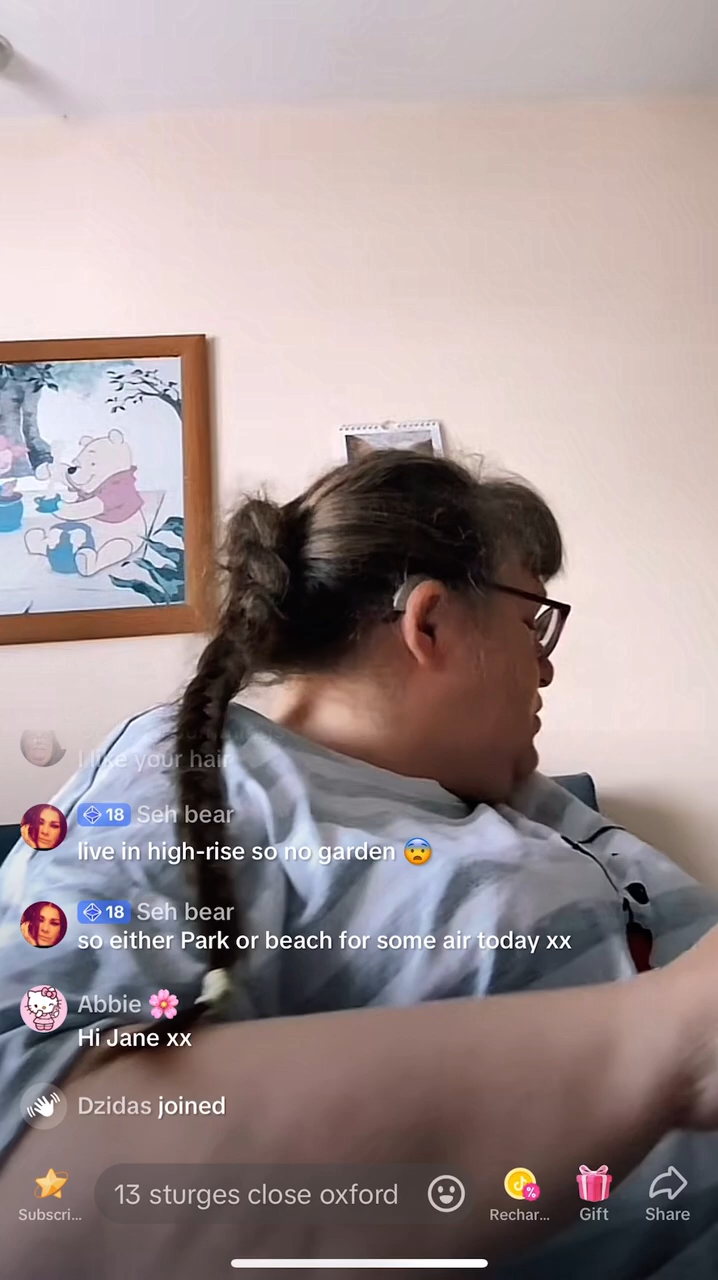 I like your hair
18 Seh bear
live in high-rise so no garden 😨
18 Seh bear
so either Park or beach for some air today xx
Abbie 🌸
Hi Jane xx
Dzidas joined
13 sturges close oxford
Subscri...
Rechar...
Gift
Share